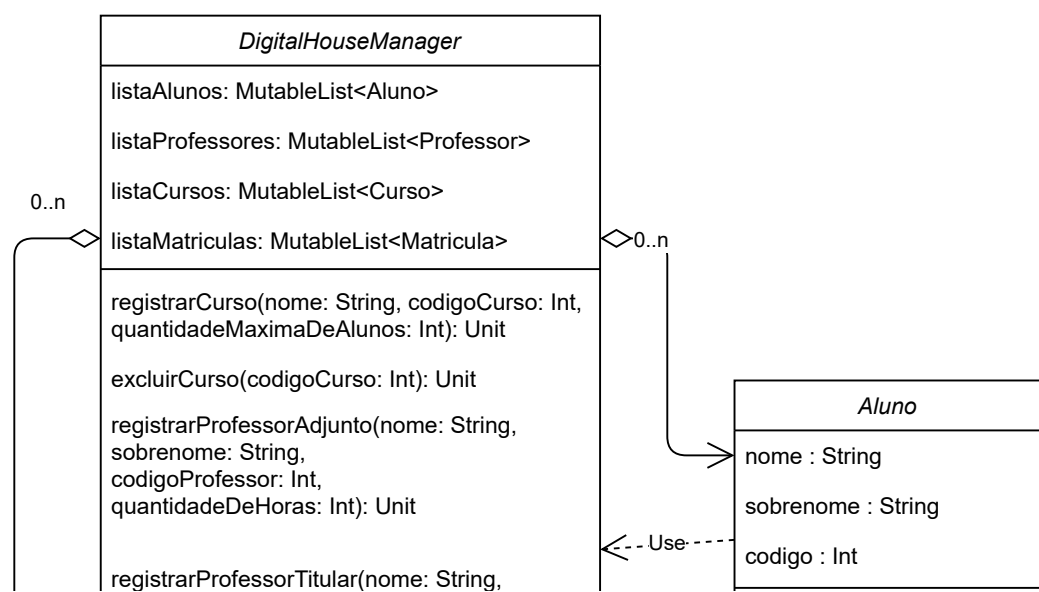 DigitalHouseManager
listaAlunos: MutableList<Aluno>
listaProfessores: MutableList<Professor>
listaCursos: MutableList<Curso>
0..n
listaMatriculas: MutableList<Matricula>
0..n
registrarCurso(nome: String, codigoCurso: Int,
quantidadeMaximaDeAlunos: Int): Unit
excluirCurso(codigoCurso: Int): Unit
registrarProfessorAdjunto(nome: String,
sobrenome: String,
codigoProfessor: Int,
quantidadeDeHoras: Int): Unit
registrarProfessorTitular(nome: String,
Aluno
nome : String
sobrenome : String
codigo : Int
Use